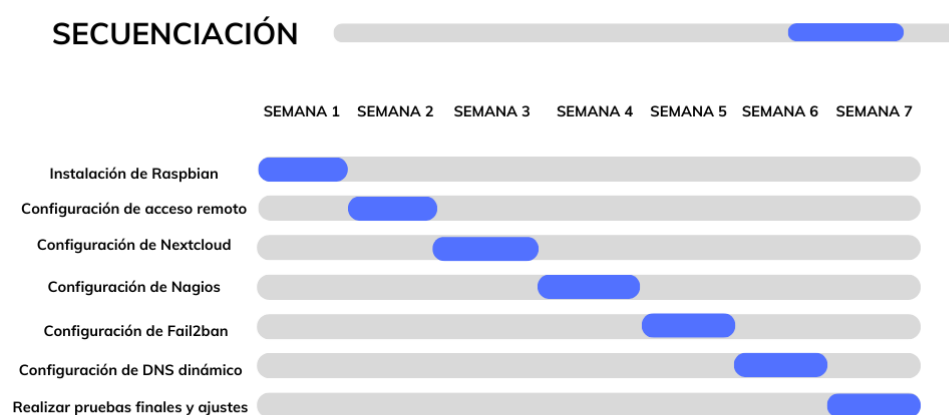 SECUENCIACIÓN
SEMANA 1 SEMANA 2 SEMANA 3 SEMANA 4 SEMANA 5 SEMANA 6 SEMANA 7
Instalación de Raspbian
Configuración de acceso remoto
Configuración de Nextcloud
Configuración de Nagios
Configuración de Fail2ban
Configuración de DNS dinámico
Realizar pruebas finales y ajustes